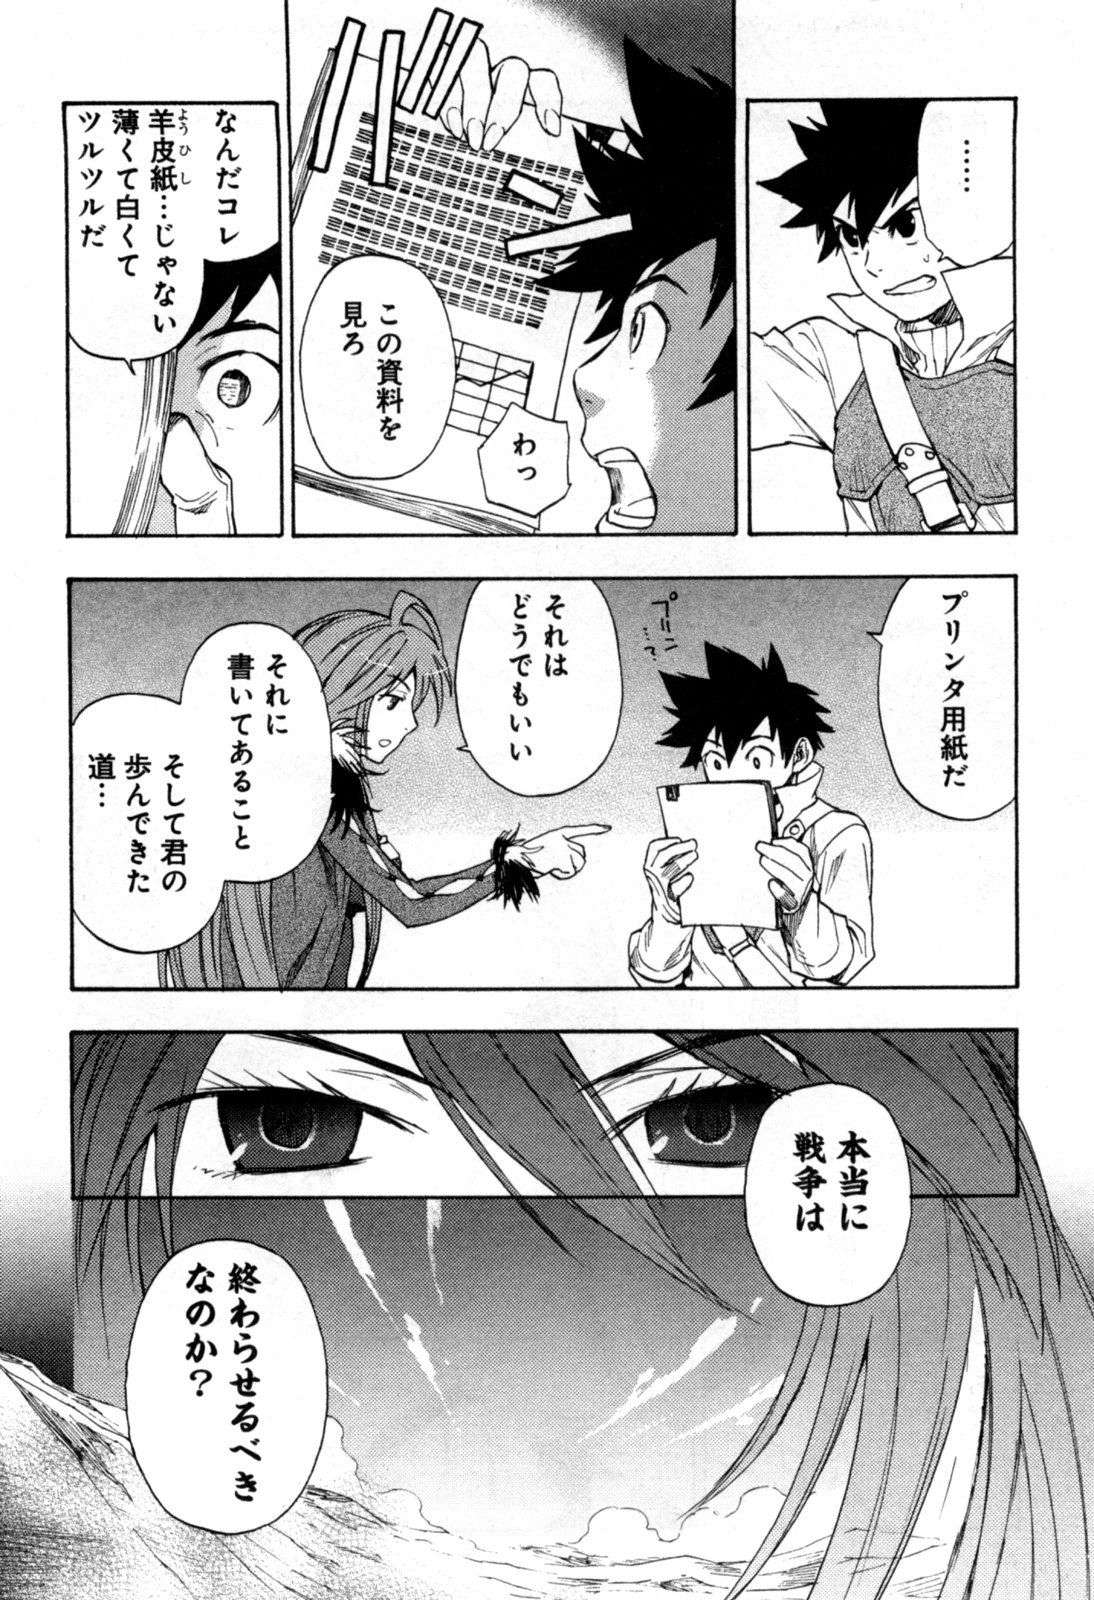 ……
この資料を
見ろ
わっ
なんだコレ
羊皮紙…じゃない
ようひし
薄くて白くて
ツルツルだ
プリンタ用紙だ
プリン
…?
それは
どうでもいい
それに
書いてあること
そして君の
歩んできた
道…
本当に
戦争は
終わらせるべき
なのか?